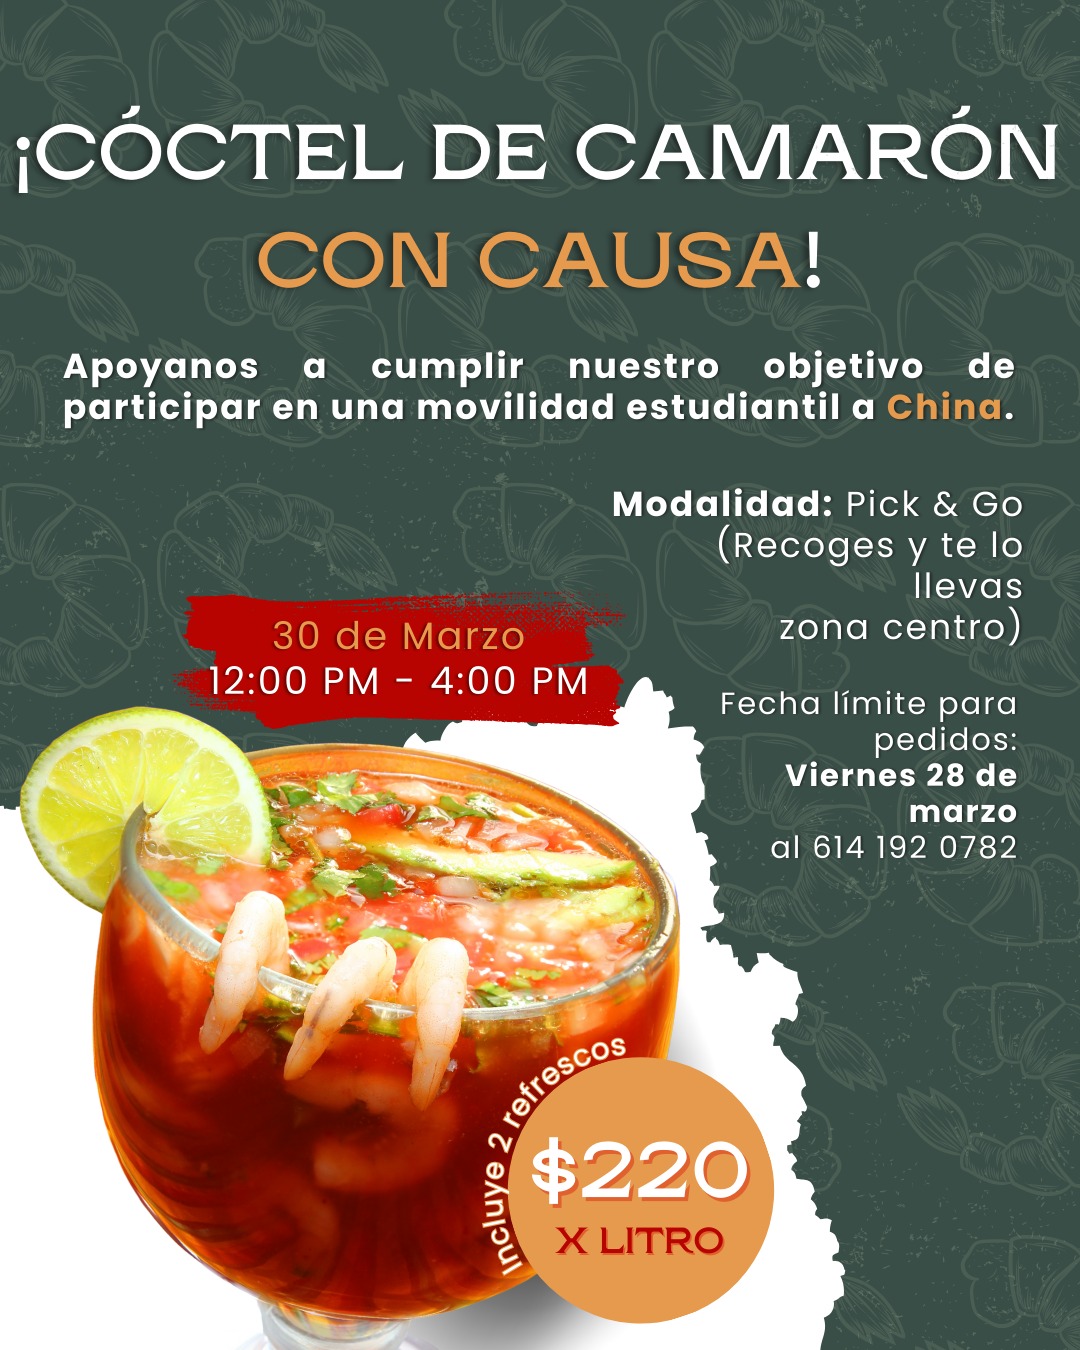 ¡CÓCTEL DE CAMARÓN
CON CAUSA!
Apoyanos a cumplir nuestro objetivo de
participar en una movilidad estudiantil a China.
Modalidad: Pick & Go
(Recoges y te lo
llevas
zona centro)
30 de Marzo
12:00 PM - 4:00 PM
Fecha límite para
pedidos:
Viernes 28 de
marzo
al 614 192 0782
Incluye 2 refrescos
$220
X LITRO